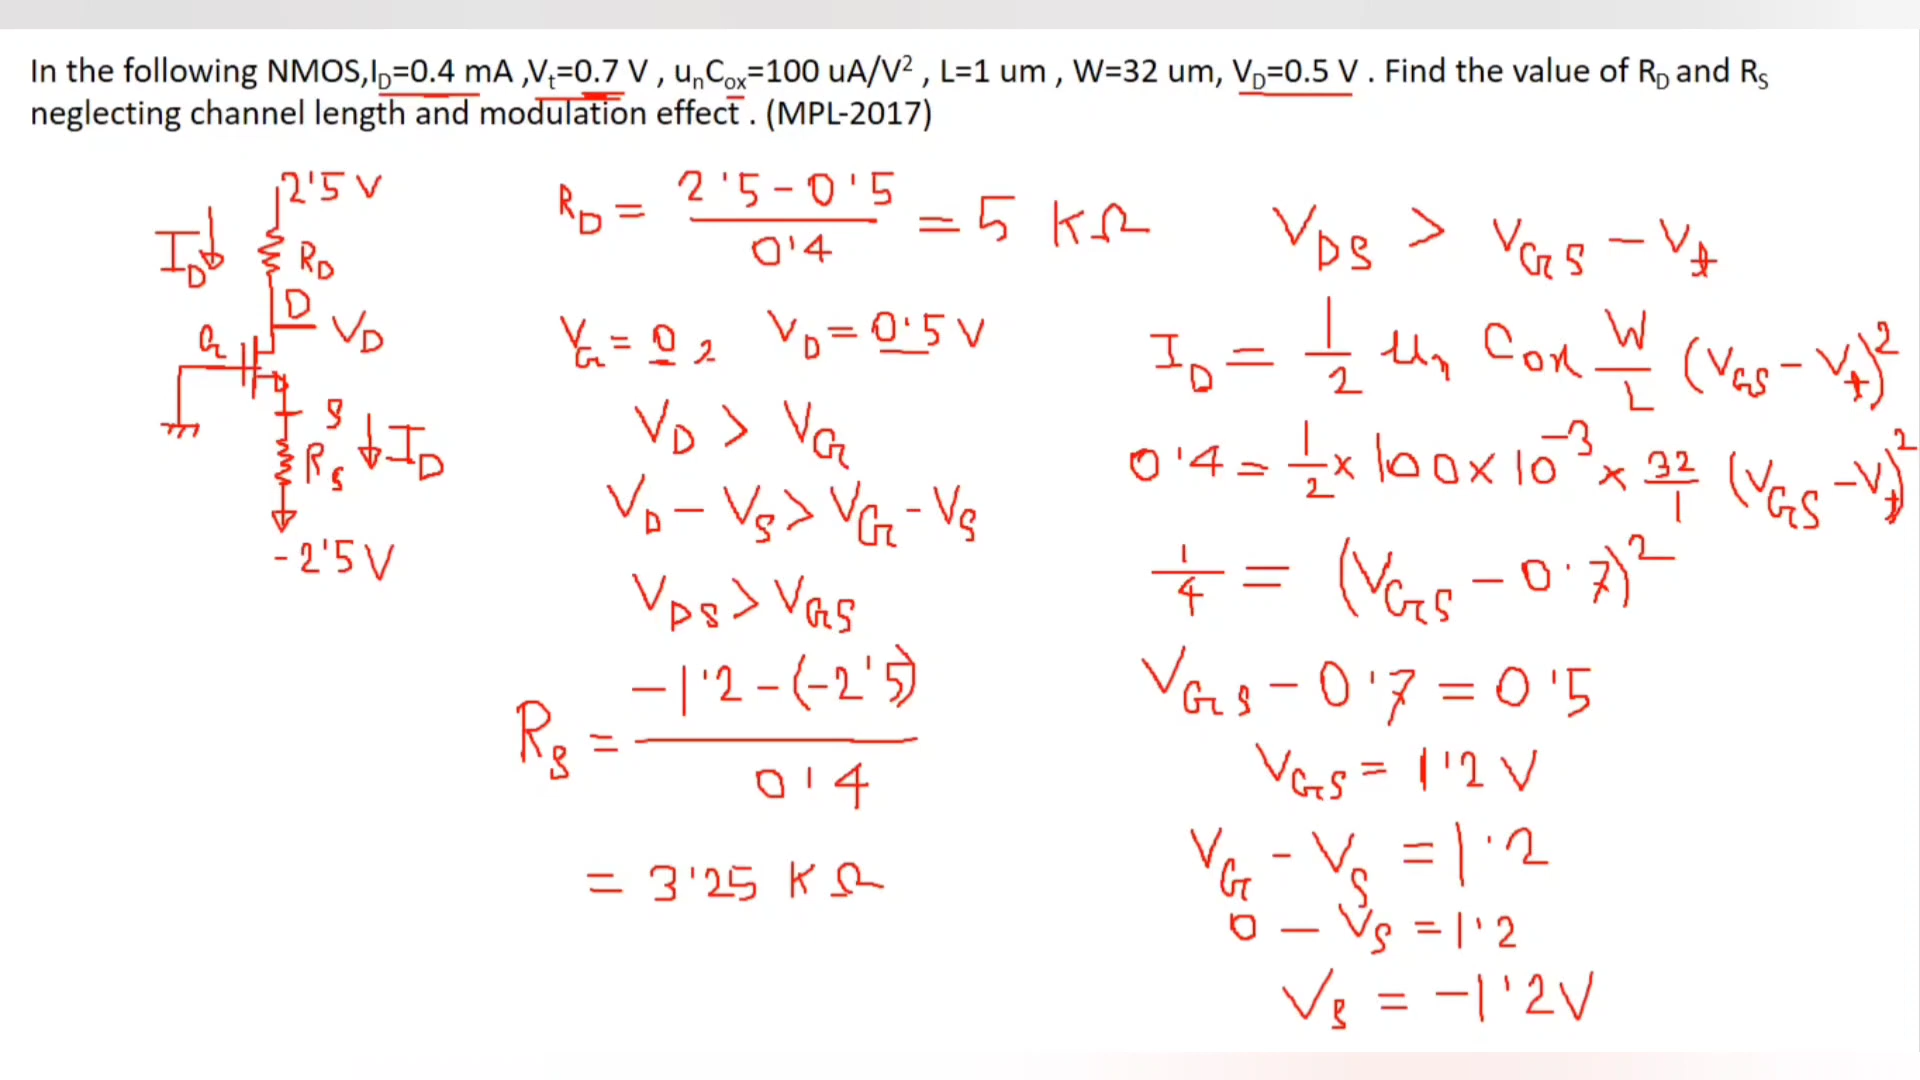 In the following NMOS,I_D=0.4 mA ,V_t=0.7 V , u_nC_ox=100 uA/V² , L=1 um , W=32 um, V_D=0.5 V . Find the value of R_D and R_S
neglecting channel length and modulation effect . (MPL-2017)
2.5 V
I_D
R_D
D
V_D
G
S
R_S
I_D
-2.5 V
R_D = (2.5-0.5)/0.4 = 5 KΩ
V_G = 0, V_D = 0.5 V
V_D > V_G
V_D - V_S > V_G - V_S
V_DS > V_GS
R_S = (-1.2-(-2.5))/0.4
= 3.25 KΩ
V_DS > V_GS - V_t
I_D = 1/2 u_n Cox W/L (V_GS - V_t)²
0.4 = 1/2 x 100x10⁻³ x 32/1 (V_GS - V_t)²
1/4 = (V_GS - 0.7)²
V_GS - 0.7 = 0.5
V_GS = 1.2 V
V_G - V_S = 1.2
0 - V_S = 1.2
V_S = -1.2V